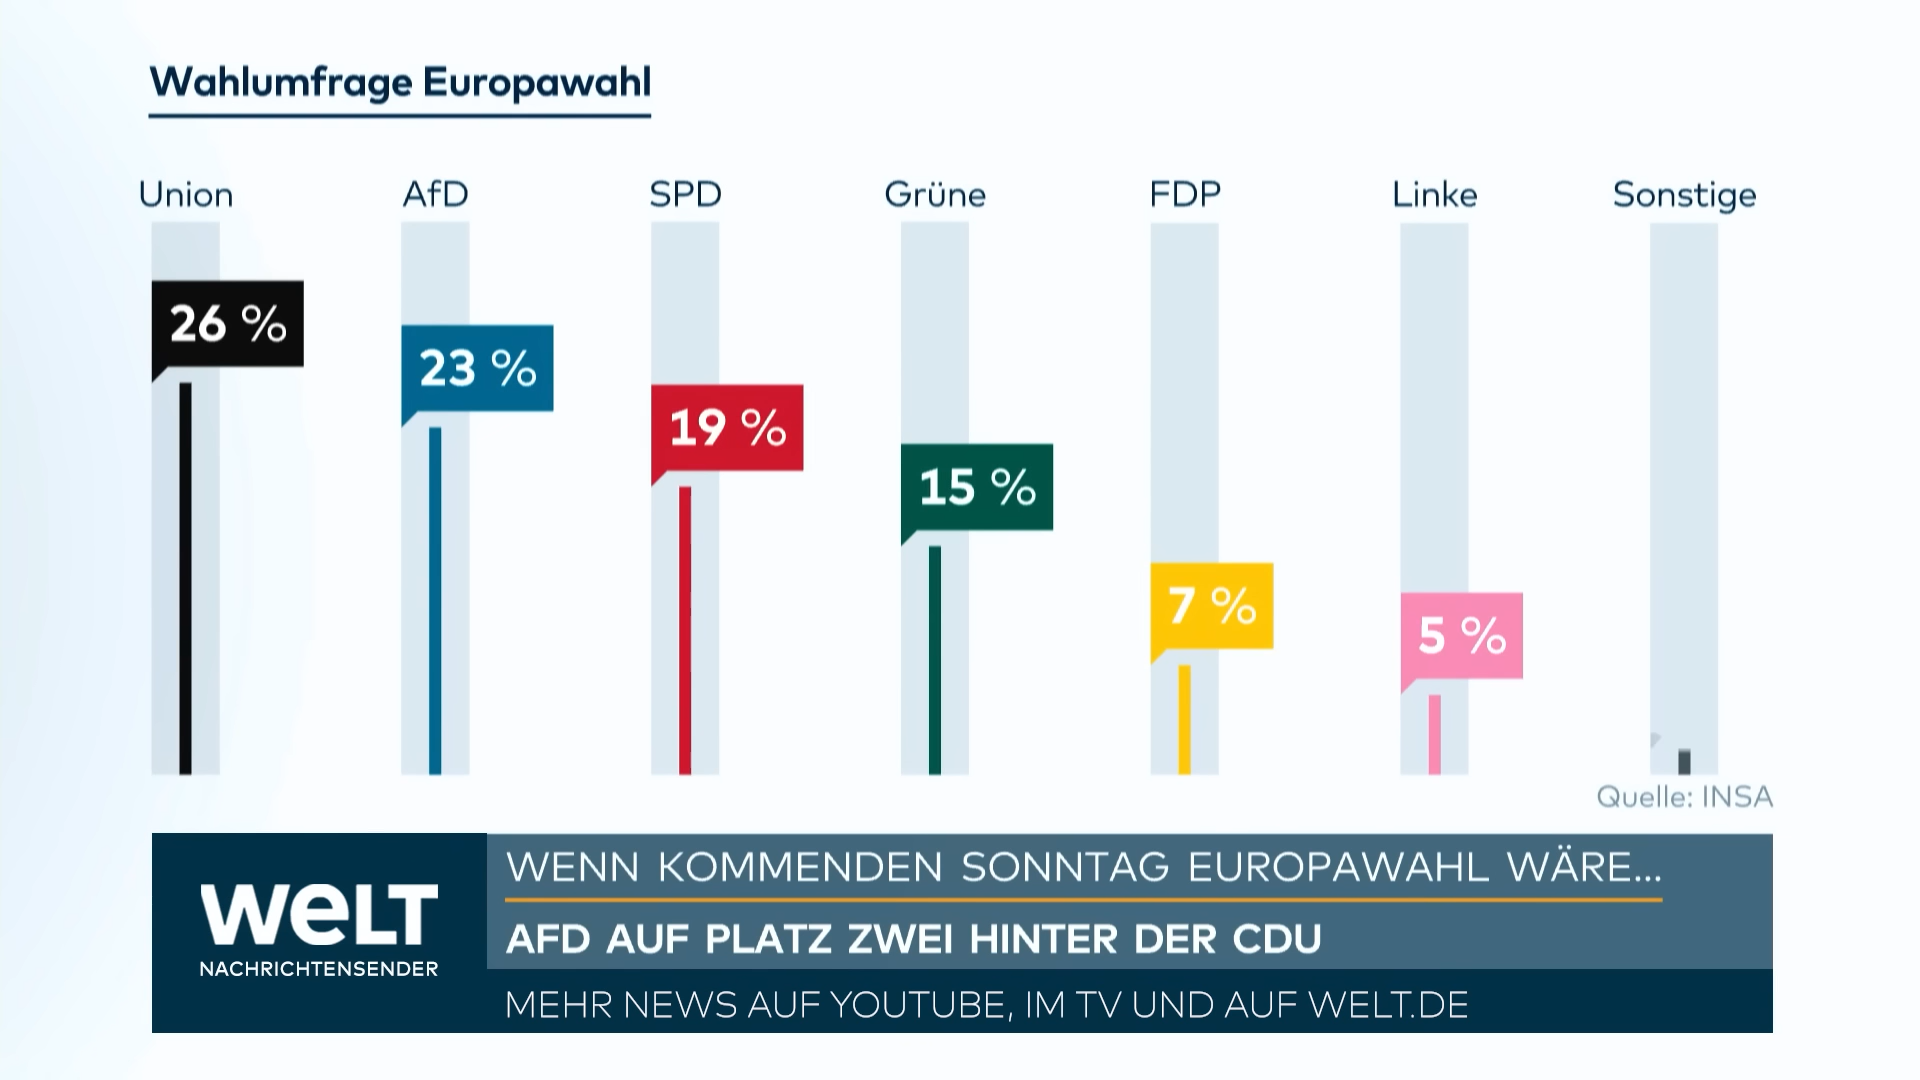 Wahlumfrage Europawahl
Union AfD SPD Grüne FDP Linke Sonstige
26 %
23 %
19 %
15 %
7 %
5 %
Quelle: INSA
WELT
NACHRICHTENSENDER
WENN KOMMENDEN SONNTAG EUROPAWAHL WÄRE...
AFD AUF PLATZ ZWEI HINTER DER CDU
MEHR NEWS AUF YOUTUBE, IM TV UND AUF WELT.DE